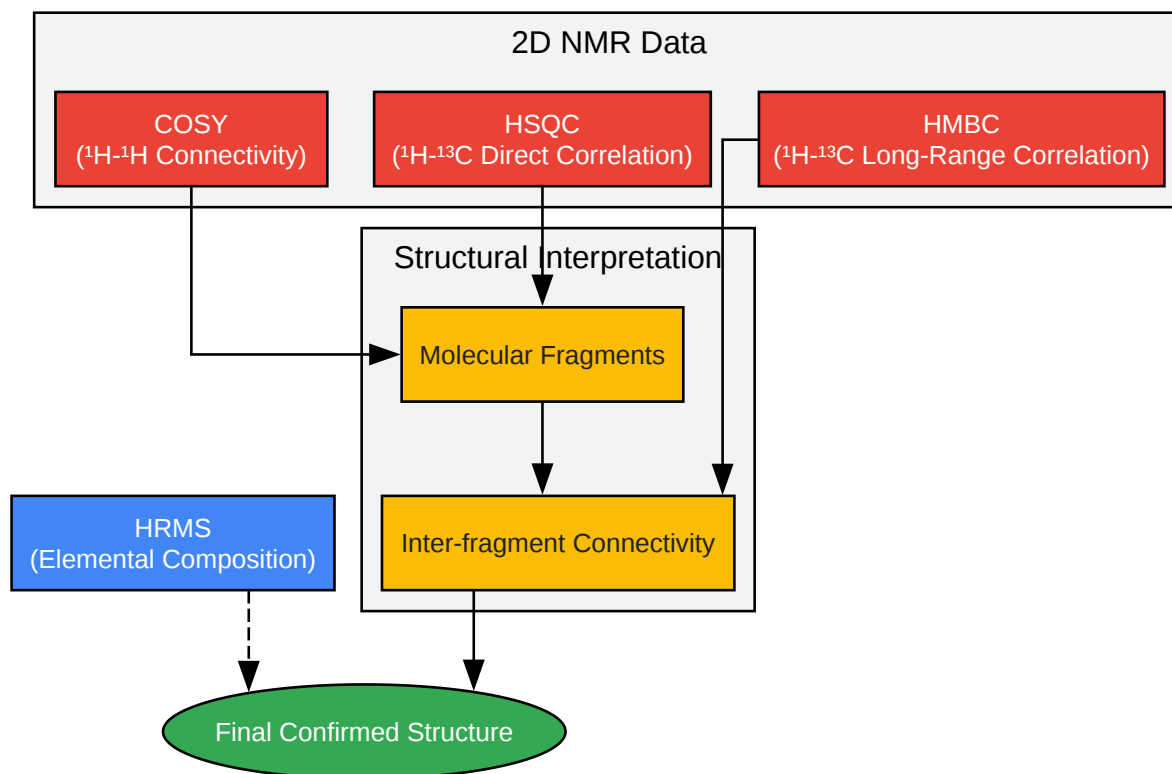 2D NMR Data
COSY
(¹H-¹H Connectivity)
HSQC
(¹H-¹³C Direct Correlation)
HMBC
(¹H-¹³C Long-Range Correlation)
Structural Interpretation
Molecular Fragments
HRMS
(Elemental Composition)
Inter-fragment Connectivity
Final Confirmed Structure